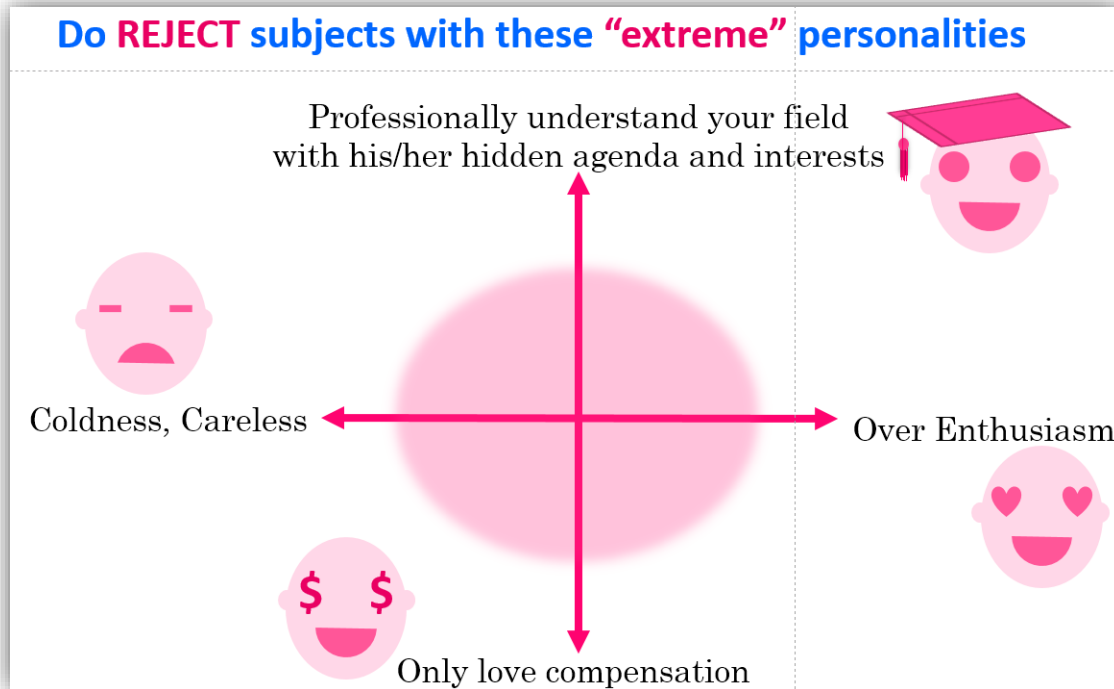 Do REJECT subjects with these “extreme” personalities
Professionally understand your field
with his/her hidden agenda and interests
Coldness, Careless
Over Enthusiasm
$ $
Only love compensation